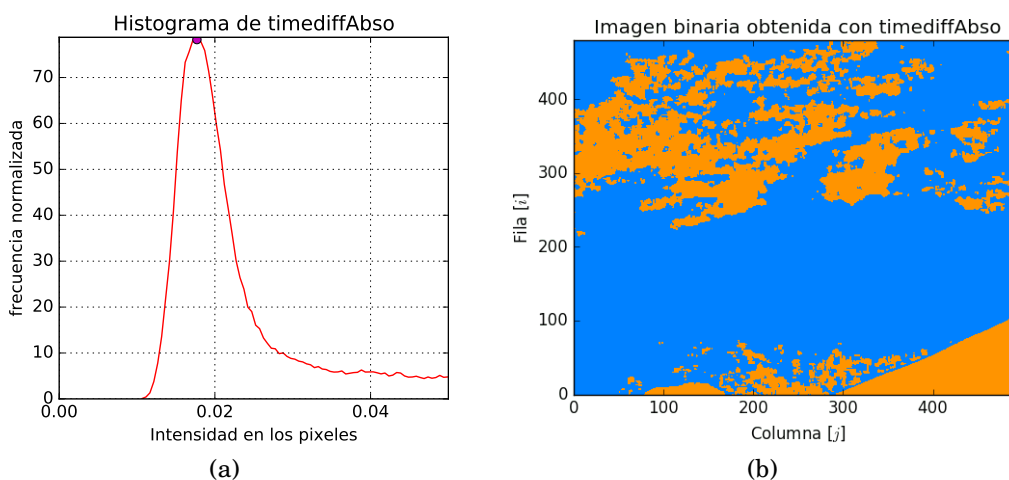 Histograma de timediffAbso
frecuencia normalizada
70
60
50
40
30
20
10
0
0.00
0.02
0.04
Intensidad en los pixeles
(a)
Imagen binaria obtenida con timediffAbso
Fila [i]
400
300
200
100
0
0
100
200
300
400
Columna [j]
(b)